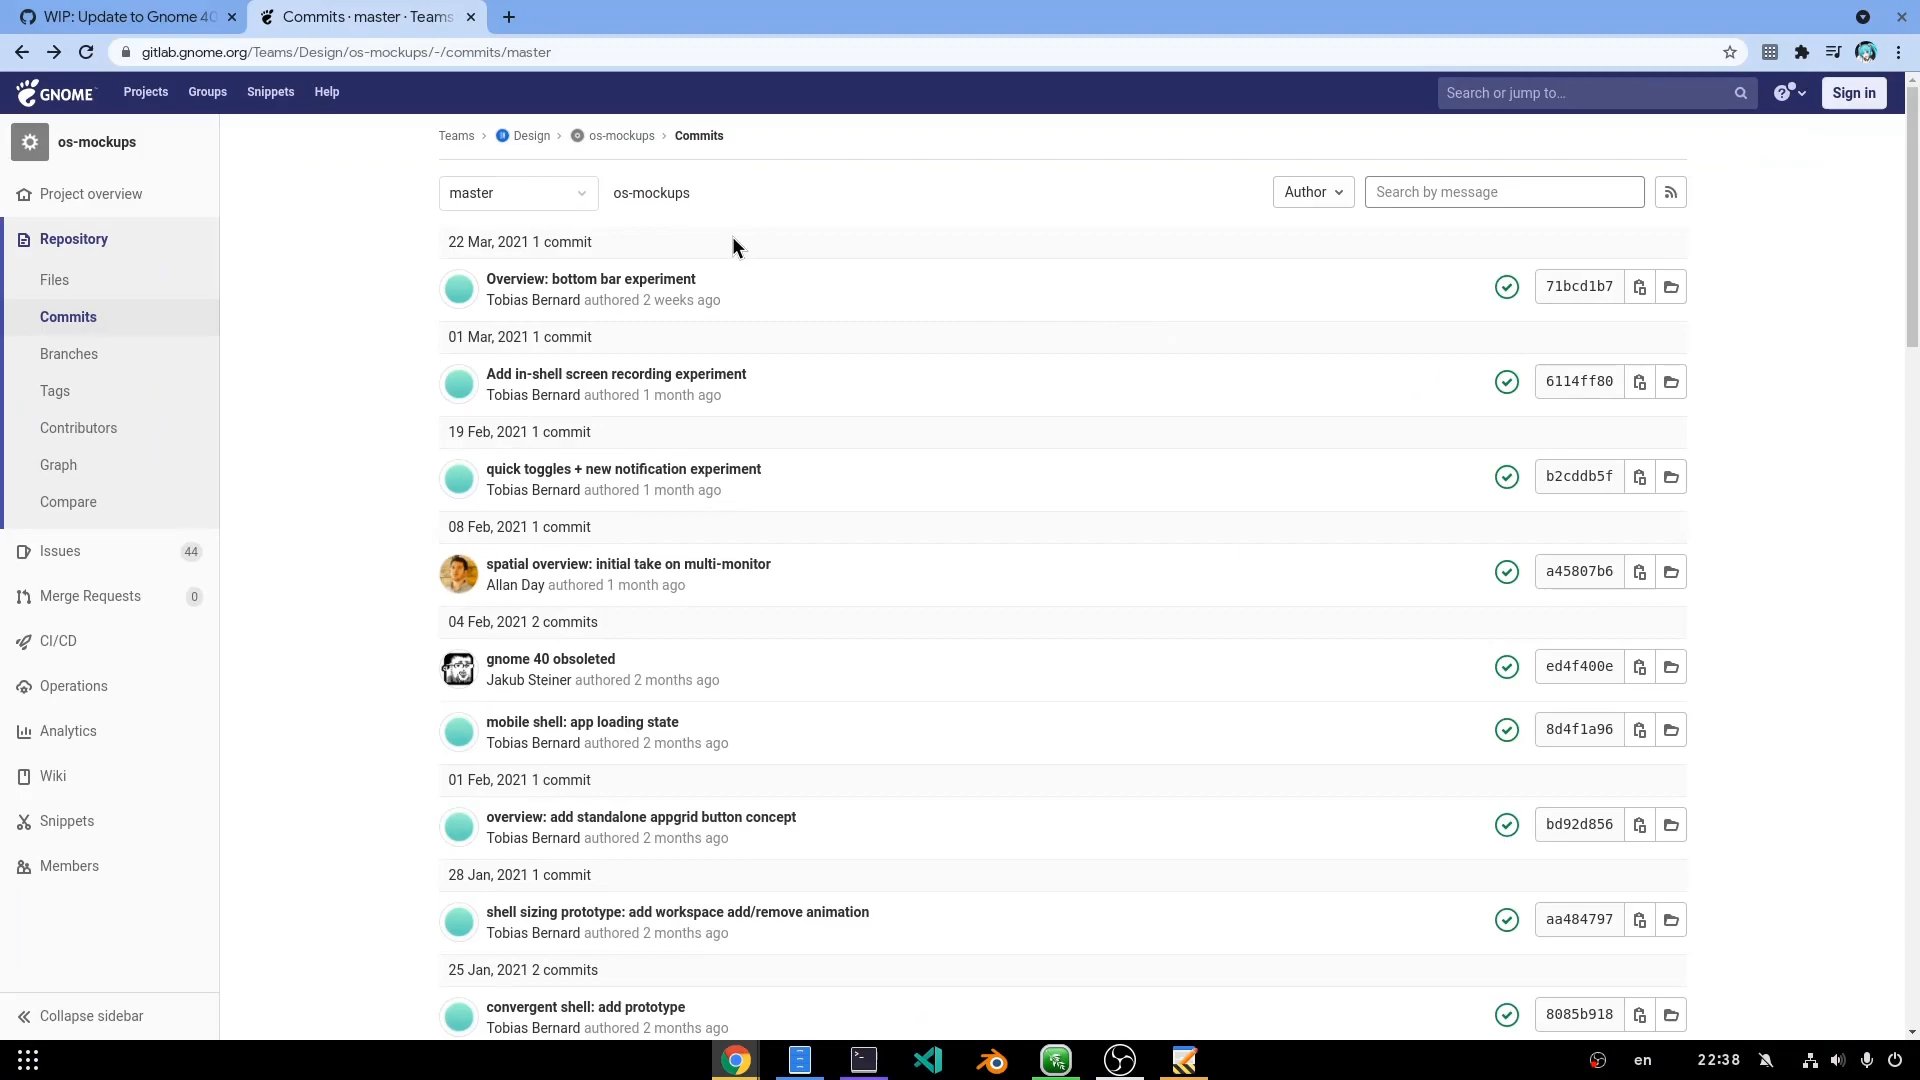 WIP: Update to Gnome 40
Commits · master · Teams
gitlab.gnome.org/Teams/Design/os-mockups/-/commits/master
GNOME
Projects
Groups
Snippets
Help
Search or jump to…
Sign in
os-mockups
Project overview
Repository
Files
Commits
Branches
Tags
Contributors
Graph
Compare
Issues 44
Merge Requests 0
CI/CD
Operations
Analytics
Wiki
Snippets
Members
Collapse sidebar
Teams › Design › os-mockups › Commits
master
os-mockups
Author
Search by message
22 Mar, 2021 1 commit
Overview: bottom bar experiment
Tobias Bernard authored 2 weeks ago
71bcd1b7
01 Mar, 2021 1 commit
Add in-shell screen recording experiment
Tobias Bernard authored 1 month ago
6114ff80
19 Feb, 2021 1 commit
quick toggles + new notification experiment
Tobias Bernard authored 1 month ago
b2cddb5f
08 Feb, 2021 1 commit
spatial overview: initial take on multi-monitor
Allan Day authored 1 month ago
a45807b6
04 Feb, 2021 2 commits
gnome 40 obsoleted
Jakub Steiner authored 2 months ago
ed4f400e
mobile shell: app loading state
Tobias Bernard authored 2 months ago
8d4f1a96
01 Feb, 2021 1 commit
overview: add standalone appgrid button concept
Tobias Bernard authored 2 months ago
bd92d856
28 Jan, 2021 1 commit
shell sizing prototype: add workspace add/remove animation
Tobias Bernard authored 2 months ago
aa484797
25 Jan, 2021 2 commits
convergent shell: add prototype
Tobias Bernard authored 2 months ago
8085b918
en
22:38